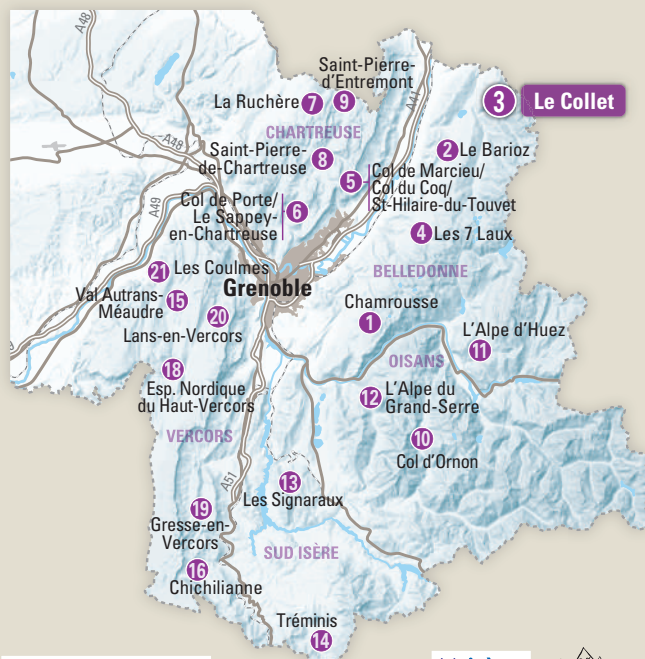 A48
A41
Saint-Pierre-
d'Entremont
La Ruchère 7 9
3 Le Collet
CHARTREUSE
A48
2 Le Barioz
Saint-Pierre-
de-Chartreuse
8
5 Col de Marcieu/
Col du Coq/
St-Hilaire-du-Touvet
A49
Col de Porte/
Le Sappey-
en-Chartreuse
6
4 Les 7 Laux
21 Les Coulmes
BELLEDONNE
Grenoble
Val Autrans-
Méaudre
15
20
Lans-en-Vercors
Chamrousse
1
L'Alpe d'Huez
11
OISANS
18
Esp. Nordique
du Haut-Vercors
12 L'Alpe du
Grand-Serre
VERCORS
10
Col d'Ornon
A51
13
Les Signaraux
19
Gresse-en-
Vercors
SUD ISÈRE
16
Chichilianne
Tréminis
14